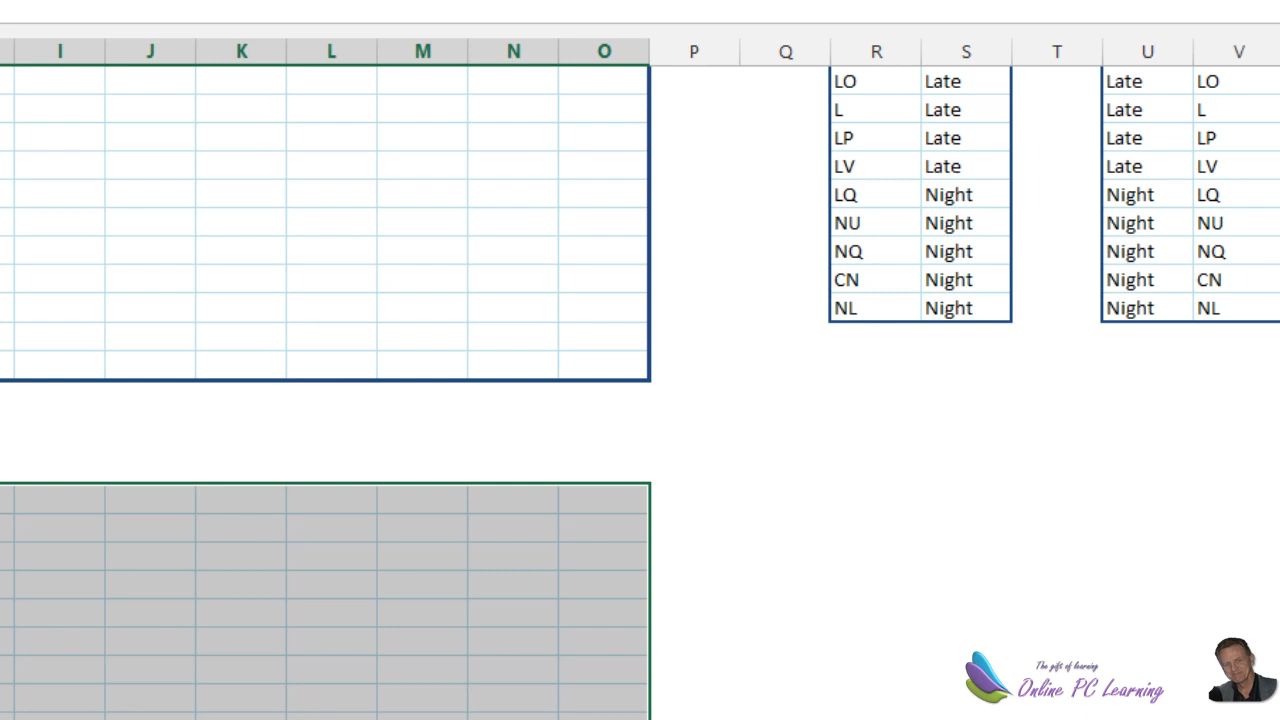 I J K L M N O P Q R S T U V
LO Late Late LO
L Late Late L
LP Late Late LP
LV Late Late LV
LQ Night Night LQ
NU Night Night NU
NQ Night Night NQ
CN Night Night CN
NL Night Night NL
The gift of learning
Online PC Learning